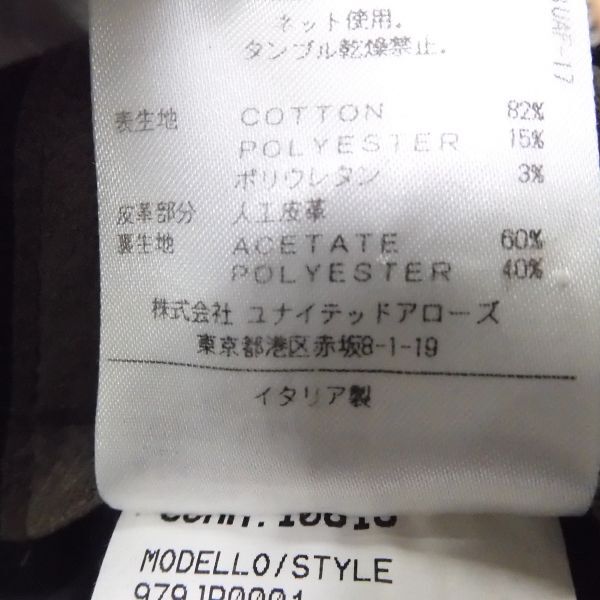 ネット使用.
タンブル乾燥禁止.
表生地 COTTON 82%
POLYESTER 15%
ポリウレタン 3%
皮革部分 人工皮革
裏生地 ACETATE 60%
POLYESTER 40%
株式会社 ユナイテッドアローズ
東京都港区赤坂8-1-19
イタリア製
MODELLO/STYLE